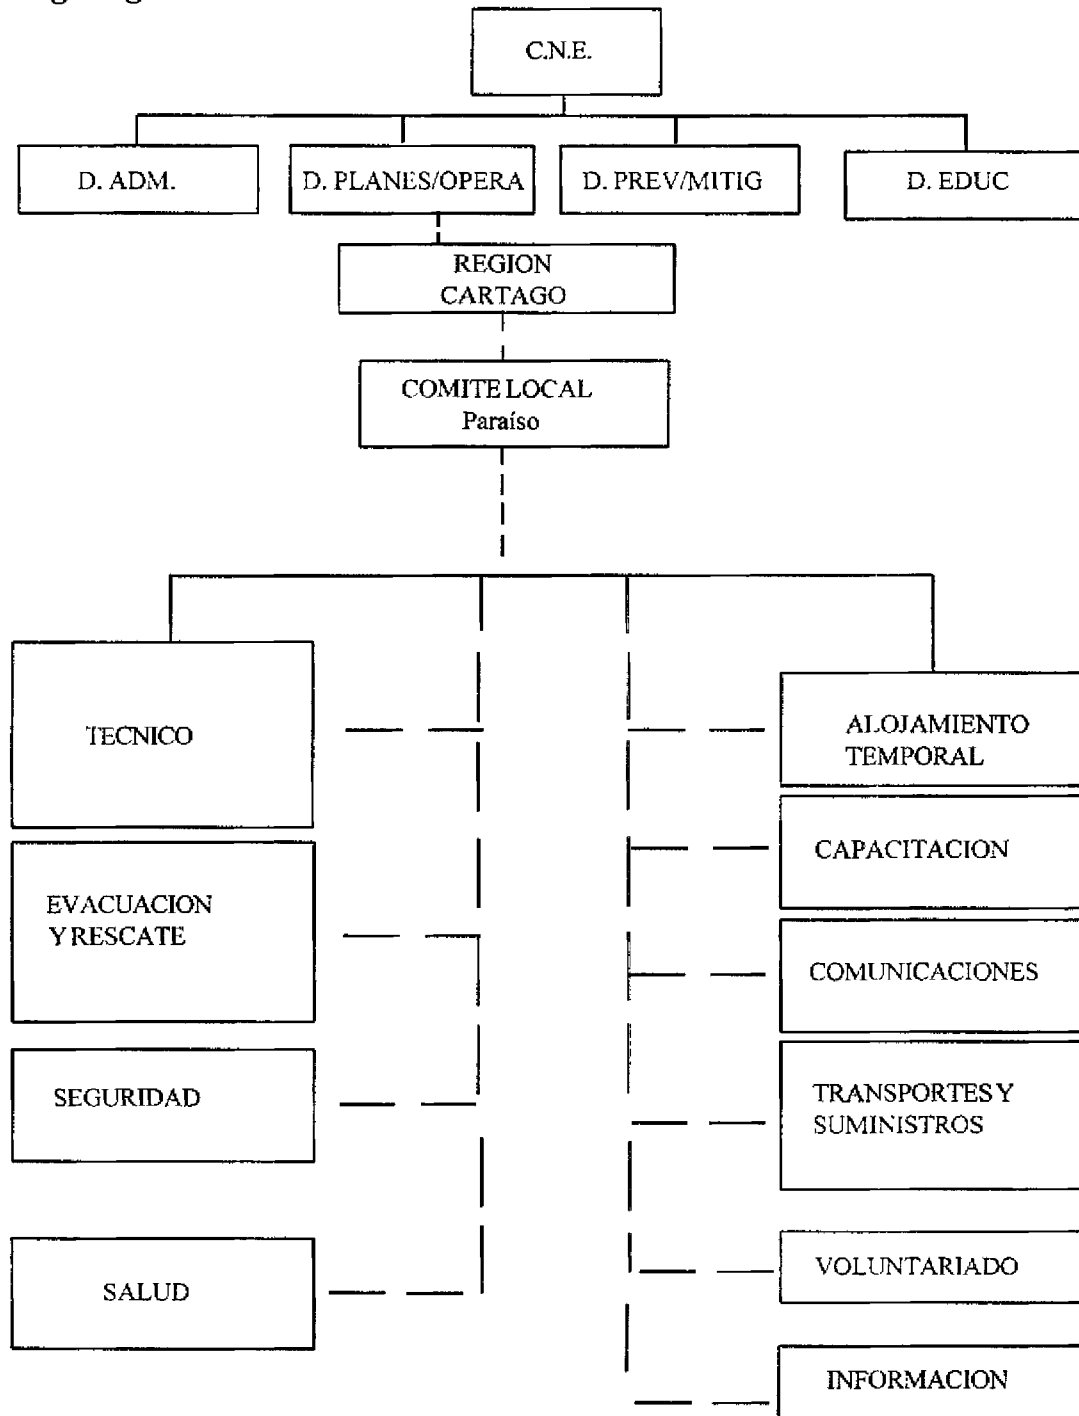 C.N.E.
D. ADM.
D. PLANES/OPERA
D. PREV/MITIG
D. EDUC
REGION
CARTAGO
COMITE LOCAL
Paraíso
TECNICO
EVACUACION
Y RESCATE
SEGURIDAD
SALUD
ALOJAMIENTO
TEMPORAL
CAPACITACION
COMUNICACIONES
TRANSPORTES Y
SUMINISTROS
VOLUNTARIADO
INFORMACION